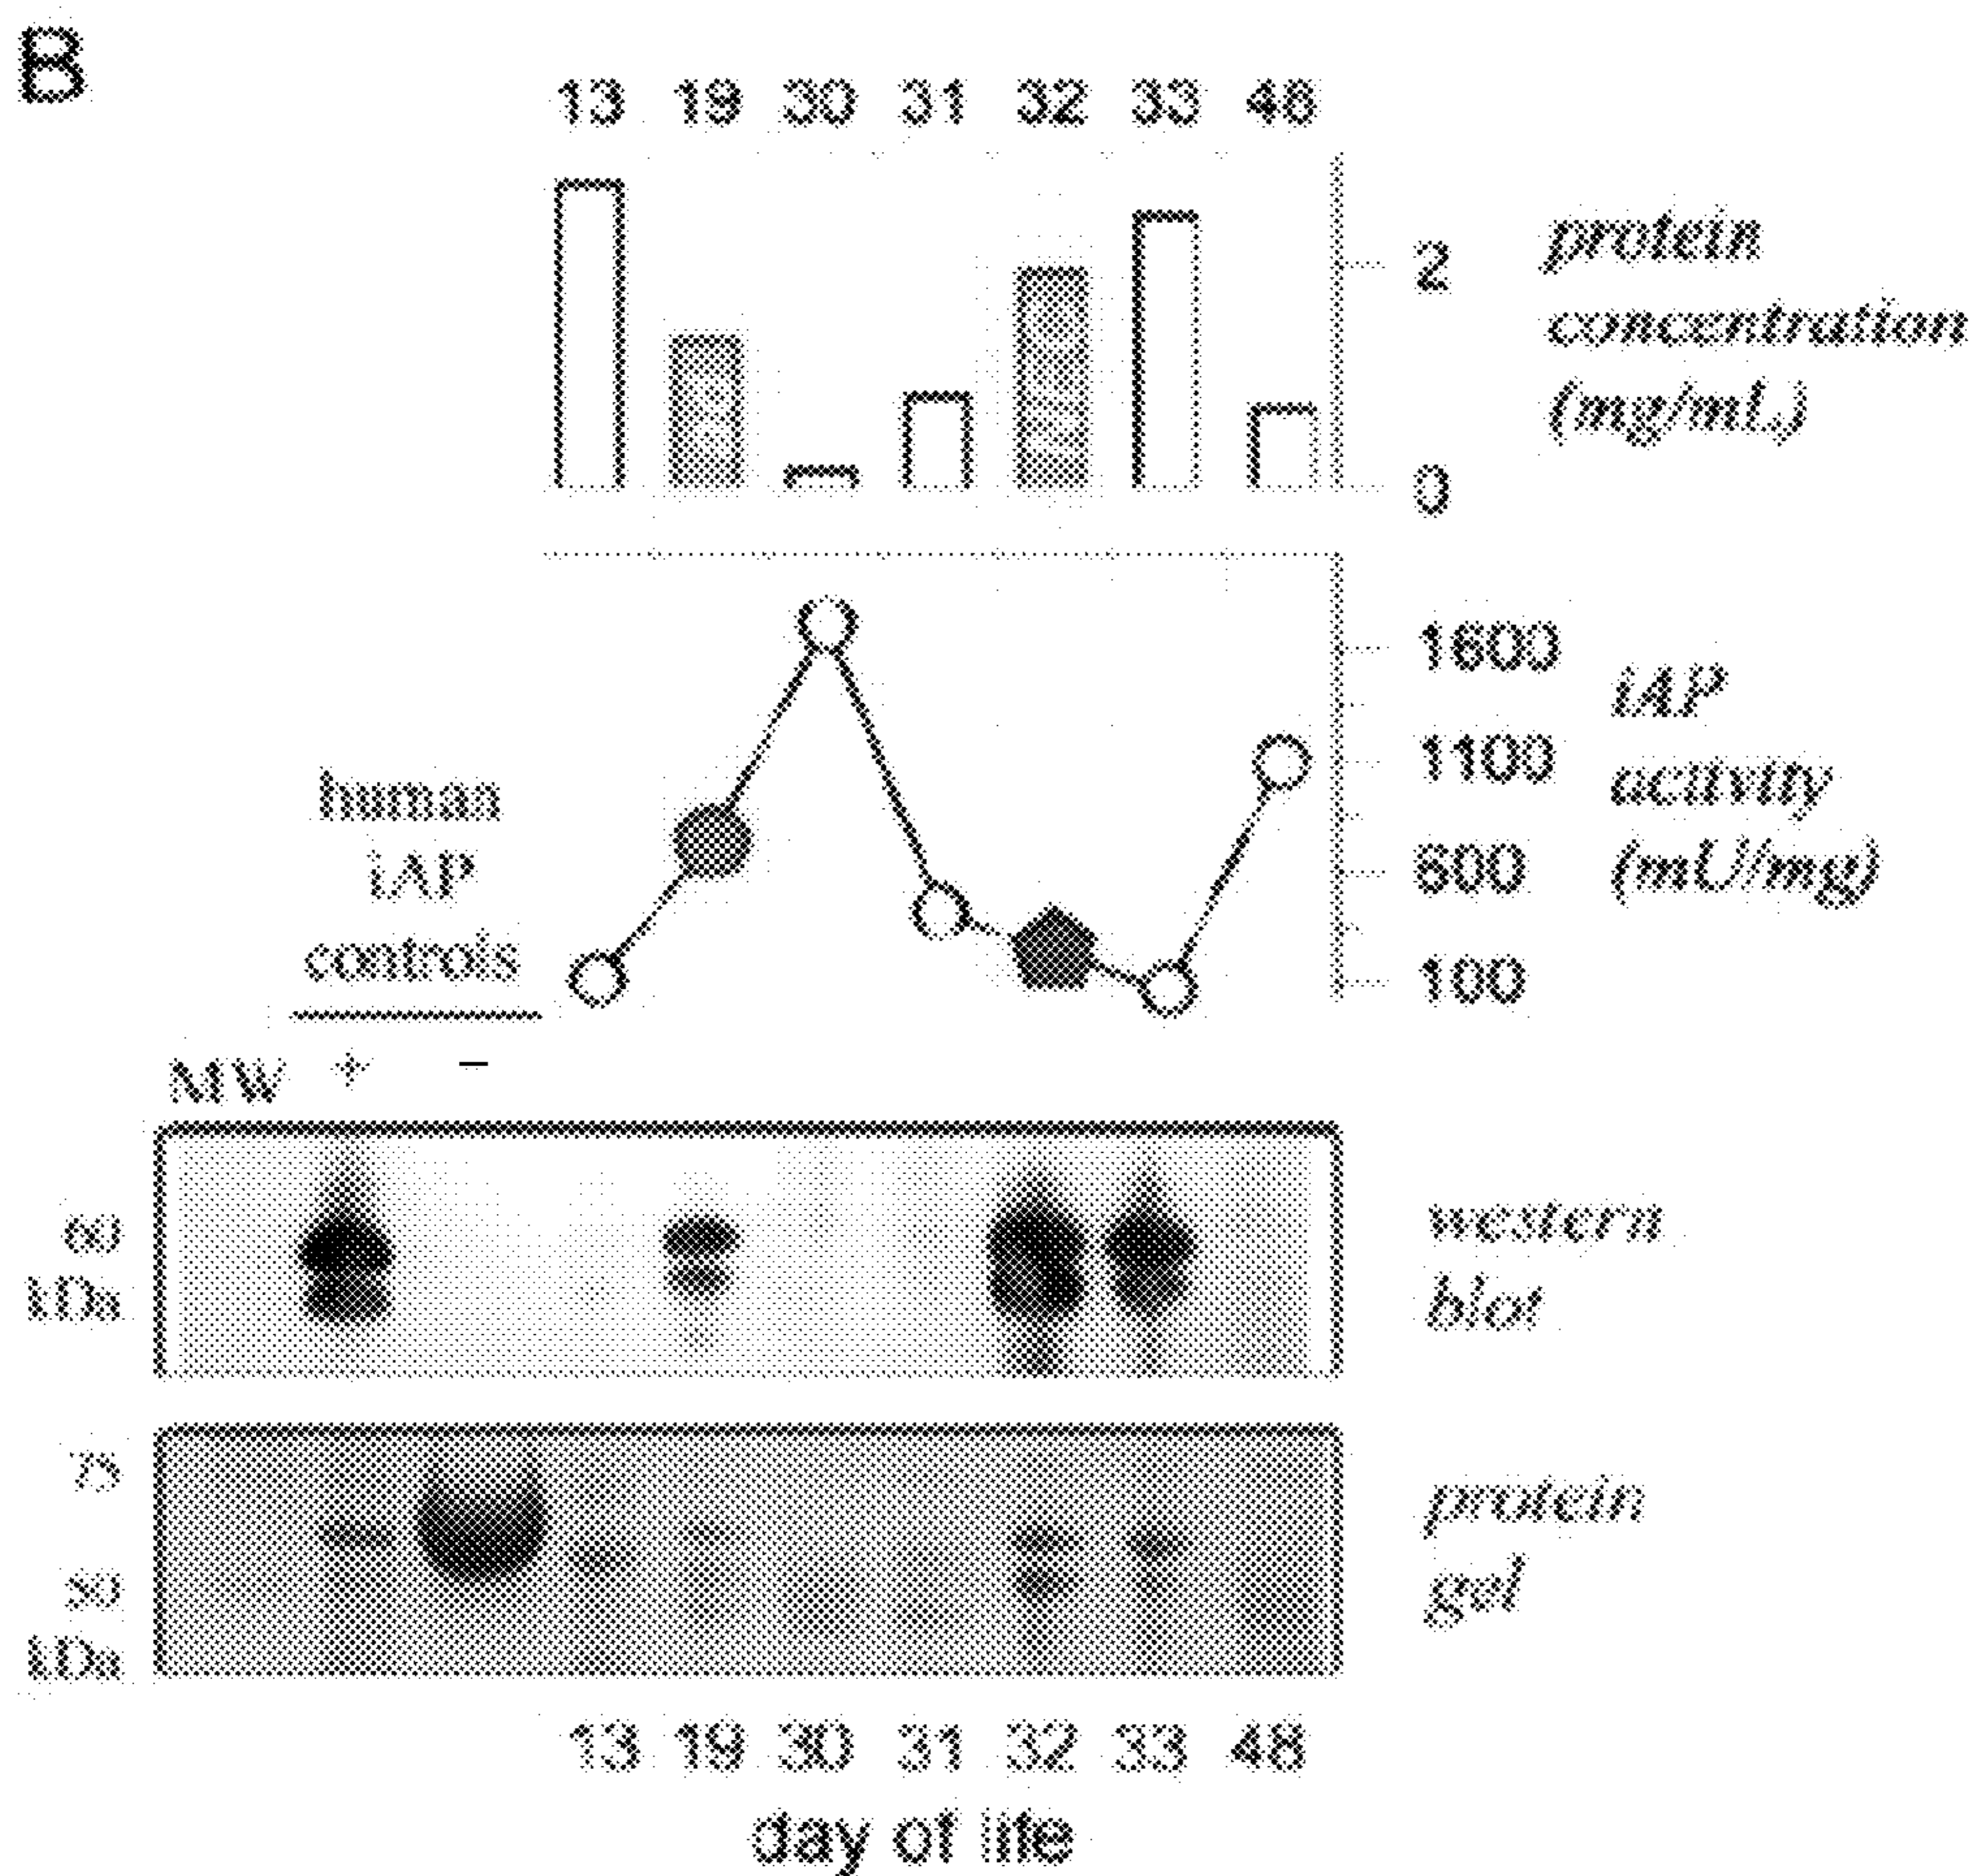 B
13 19 30 31 32 33 48
2
0
protein
concentration
(mg/mL)
1600
1100
600
100
iAP
activity
(mU/mg)
human
iAP
controls
MW + −
60
kDa
western
blot
75
50
kDa
protein
gel
13 19 30 31 32 33 48
day of life